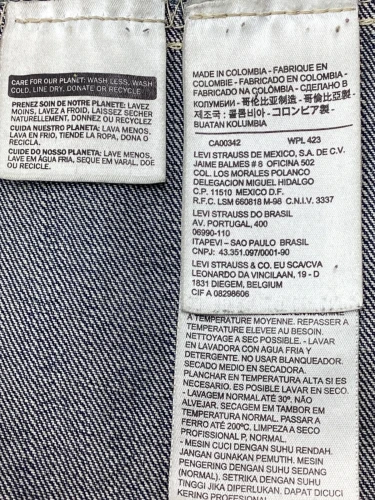 CARE FOR OUR PLANET: WASH LESS, WASH
COLD, LINE DRY, DONATE OR RECYCLE
PRENEZ SOIN DE NOTRE PLANETE: LAVEZ
MOINS, LAVEZ A FROID, LAISSEZ SECHER
NATURELLEMENT, DONNEZ OU RECYCLEZ
CUIDA NUESTRO PLANETA: LAVA MENOS,
LAVA EN FRIO, TIENDE LA ROPA, DONA O
RECICLA.
CUIDE DO NOSSO PLANETA: LAVE MENOS,
LAVE EM ÁGUA FRIA, SEQUE EM VARAL, DOE
OU RECICLE.
MADE IN COLOMBIA - FABRIQUE EN
COLOMBIE - FABRICADO EN COLOMBIA -
FABRICADO NA COLÔMBIA - СДЕЛАНО В
КОЛУМБИИ - 哥伦比亚制造 - 哥倫比亞製 -
제조국 : 콜롬비아 - コロンビア製 -
BUATAN KOLUMBIA
CA00342 WPL 423
LEVI STRAUSS DE MEXICO, S.A. DE C.V.
JAIME BALMES # 8 OFICINA 502
COL. LOS MORALES POLANCO
DELEGACION MIGUEL HIDALGO
C.P. 11510 MEXICO D.F.
R.F.C. LSM 660818 M-98 C.N.I.V. 3337
LEVI STRAUSS DO BRASIL
AV. PORTUGAL, 400
06990-110
ITAPEVI – SAO PAULO BRASIL
CNPJ: 43.351.097/0001-90
LEVI STRAUSS & CO. EU SCA/CVA
LEONARDO DA VINCILAAN, 19 - D
1831 DIEGEM, BELGIUM
CIF A 08298606
A TEMPERATURE MOYENNE. REPASSER A
TEMPERATURE ELEVEE AU BESOIN.
NETTOYAGE A SEC POSSIBLE. - LAVAR
EN LAVADORA CON AGUA FRIA Y
DETERGENTE. NO USAR BLANQUEADOR.
SECADO MEDIO EN SECADORA.
PLANCHAR EN TEMPERATURA ALTA SI ES
NECESARIO. ES POSIBLE LAVAR EN SECO.
- LAVAGEM NORMAL ATÉ 30º. NÃO
ALVEJAR. SECAGEM EM TAMBOR EM
TEMPERATURA NORMAL. PASSAR A
FERRO ATÉ 200ºC. LIMPEZA A SECO
PROFISSIONAL P, NORMAL.
- MESIN CUCI DENGAN SUHU RENDAH.
JANGAN GUNAKAN PEMUTIH. MESIN
PENGERING DENGAN SUHU SEDANG
(NORMAL). SETRIKA DENGAN SUHU
TINGGI JIKA DIPERLUKAN. DAPAT DICUCI
KERING PROFESIONAL